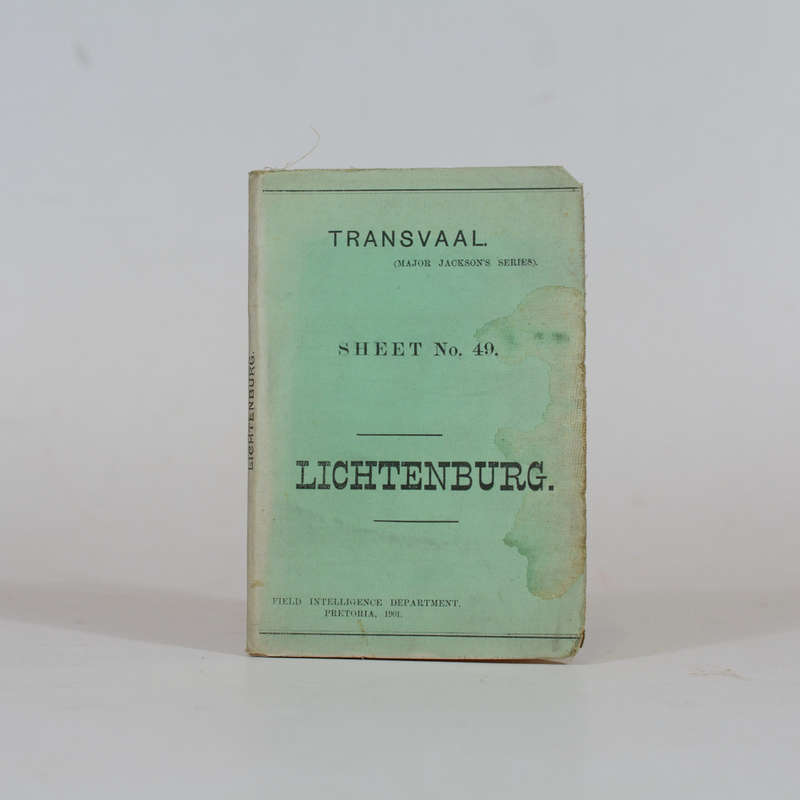 TRANSVAAL.
(MAJOR JACKSON'S SERIES).
SHEET No. 49.
LICHTENBURG.
FIELD INTELLIGENCE DEPARTMENT,
PRETORIA, 1901.
LICHTENBURG.